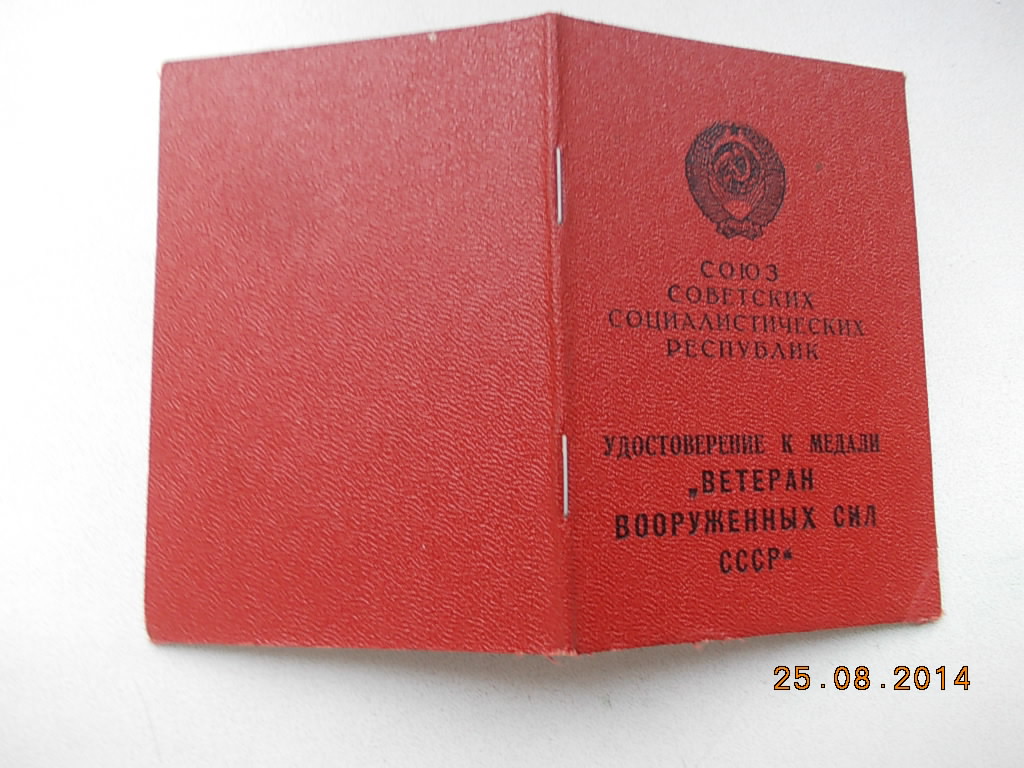 СОЮЗ
СОВЕТСКИХ
СОЦИАЛИСТИЧЕСКИХ
РЕСПУБЛИК
УДОСТОВЕРЕНИЕ К МЕДАЛИ
„ВЕТЕРАН
ВООРУЖЕННЫХ СИЛ
СССР“
25.08.2014